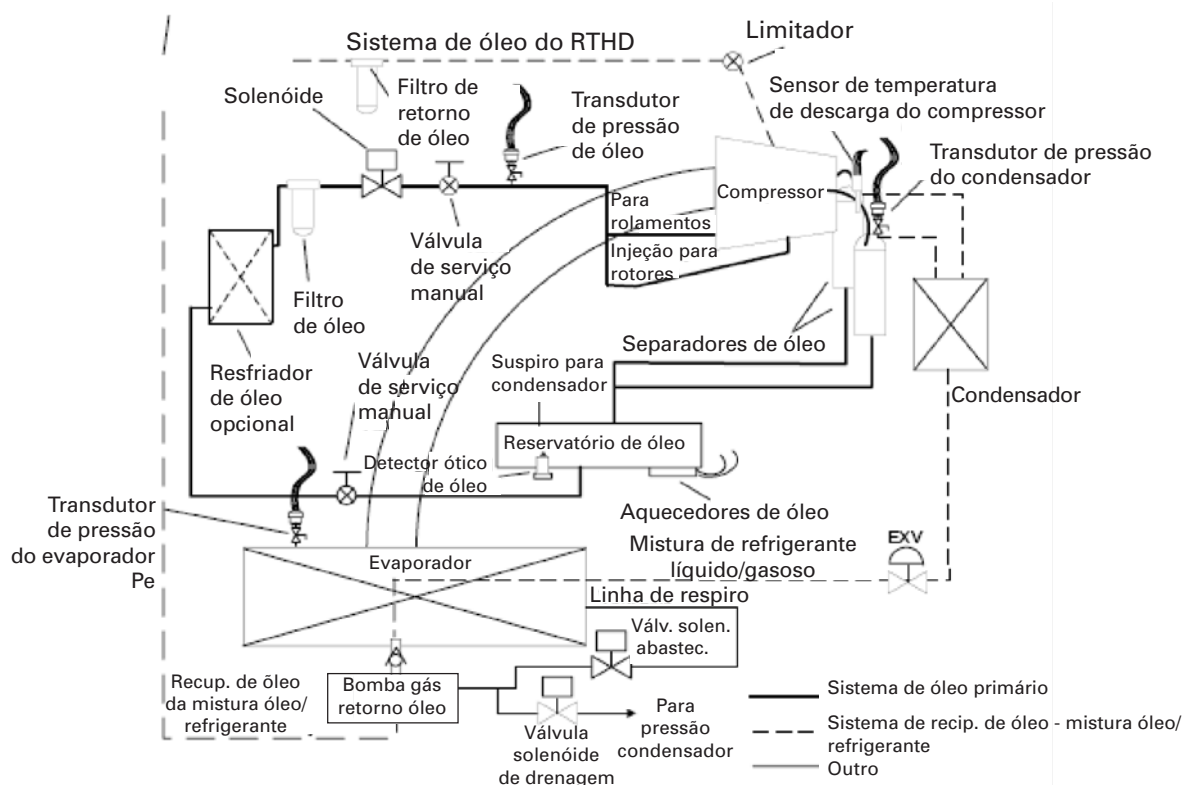 Sistema de óleo do RTHD
Limitador
Solenóide
Filtro de
retorno
de óleo
Transdutor
de pressão
de óleo
Sensor de temperatura
de descarga do compressor
Transdutor de pressão
do condensador
Compressor
Para
rolamentos
Injeção para
rotores
Válvula
de serviço
manual
Filtro
de óleo
Resfriador
de óleo
opcional
Válvula
de serviço
manual
Suspiro para
condensador
Separadores de óleo
Condensador
Reservatório de óleo
Detector ótico
de óleo
Aquecedores de óleo
Transdutor
de pressão
do evaporador
Pe
Evaporador
Mistura de refrigerante
líquido/gasoso
EXV
Linha de respiro
Válv. solen.
abastec.
Recup. de õleo
da mistura óleo/
refrigerante
Bomba gás
retorno óleo
Válvula
solenóide
de drenagem
Para
pressão
condensador
Sistema de óleo primário
Sistema de recip. de óleo - mistura óleo/
refrigerante
Outro